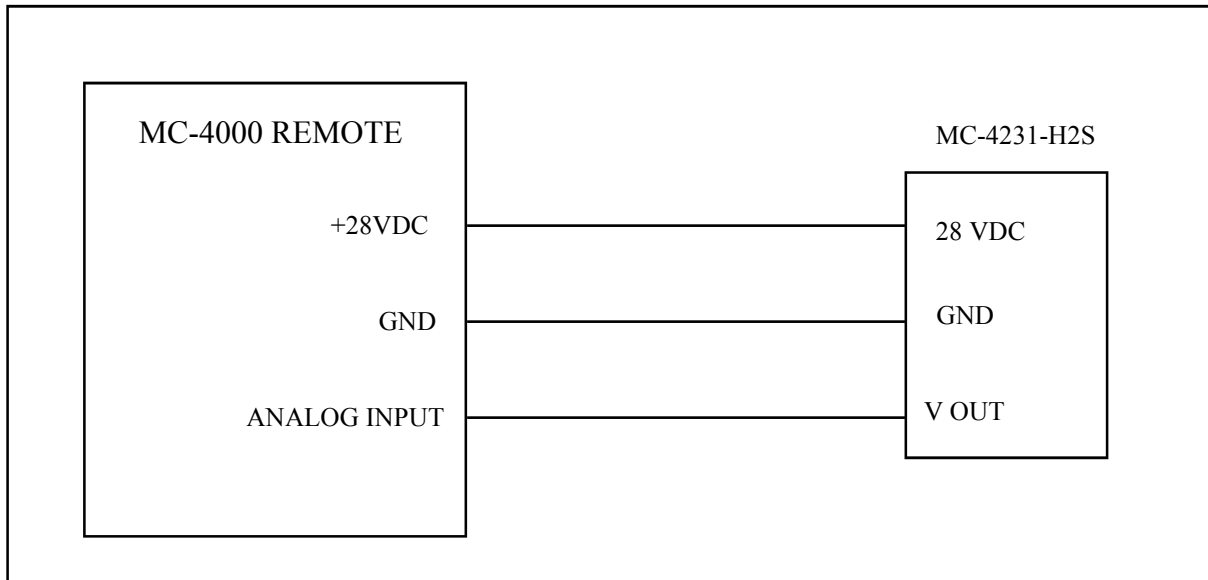 MC-4000 REMOTE
+28VDC
GND
ANALOG INPUT
MC-4231-H2S
28 VDC
GND
V OUT